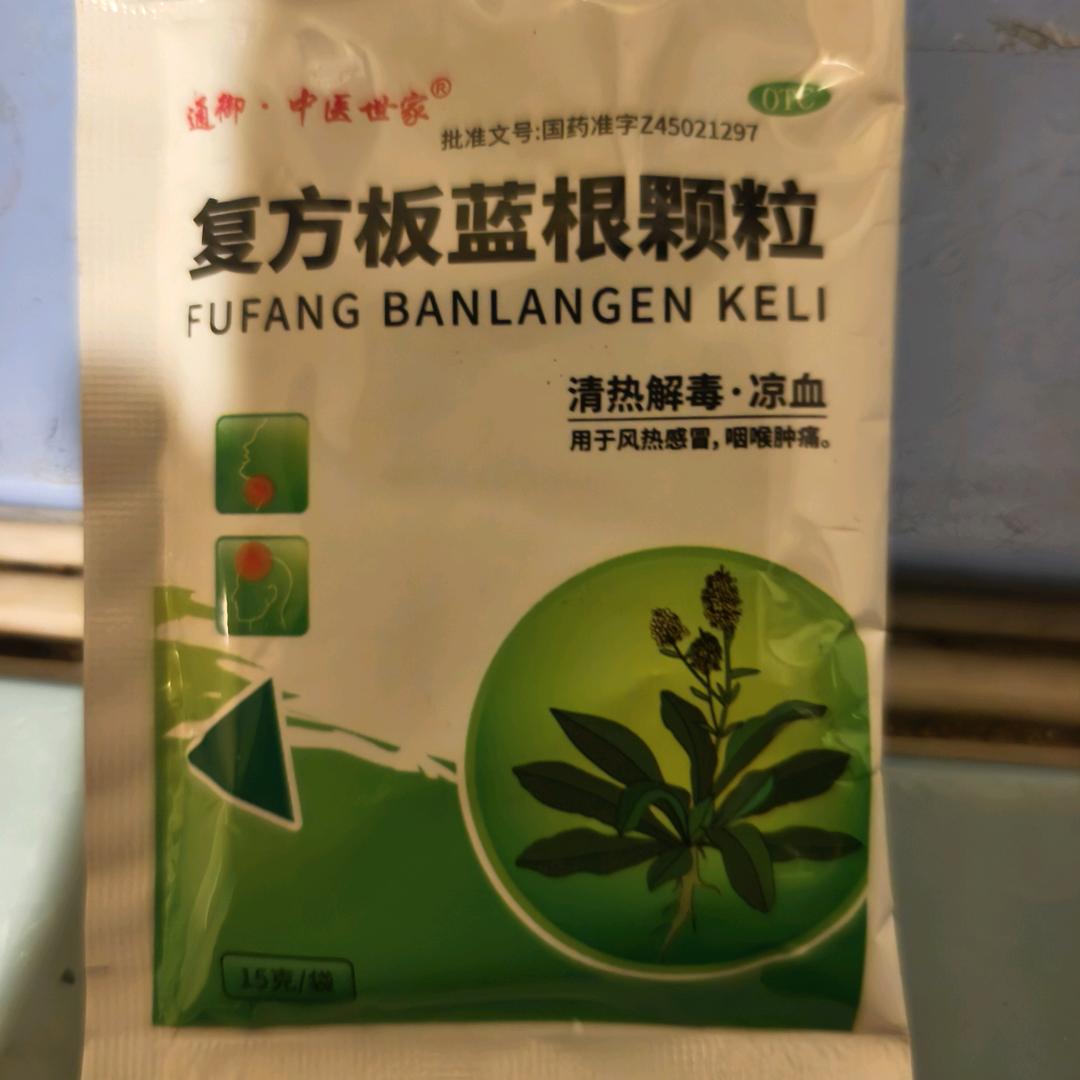 通御·中医世家®
OTC
批准文号:国药准字Z45021297
复方板蓝根颗粒
FUFANG BANLANGEN KELI
清热解毒·凉血
用于风热感冒,咽喉肿痛。
15克/袋